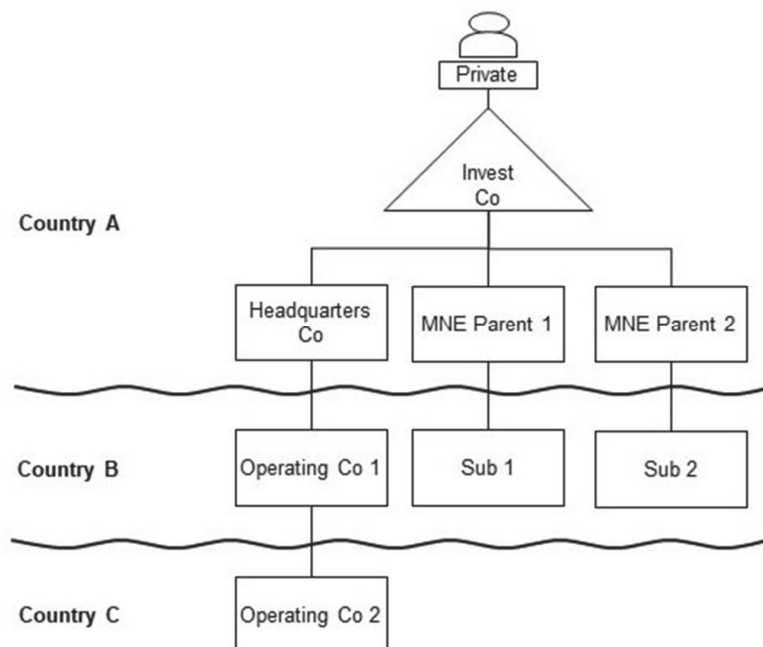 Private
Invest
Co
Country A
Headquarters
Co
MNE Parent 1
MNE Parent 2
Country B
Operating Co 1
Sub 1
Sub 2
Country C
Operating Co 2